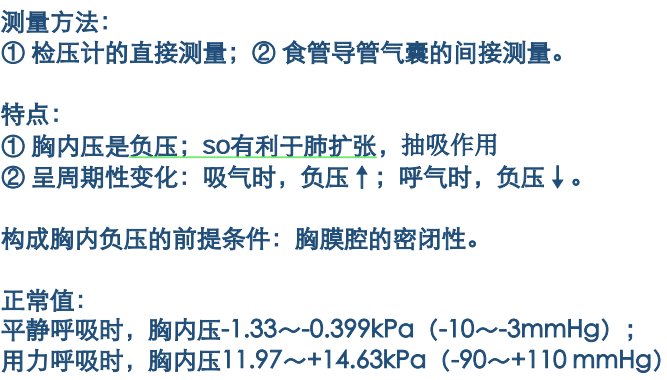 测量方法：
① 检压计的直接测量；② 食管导管气囊的间接测量。
特点：
① 胸内压是负压；so有利于肺扩张，抽吸作用
② 呈周期性变化：吸气时，负压↑；呼气时，负压↓。
构成胸内负压的前提条件：胸膜腔的密闭性。
正常值：
平静呼吸时，胸内压-1.33～-0.399kPa（-10～-3mmHg）；
用力呼吸时，胸内压11.97～+14.63kPa（-90～+110 mmHg）